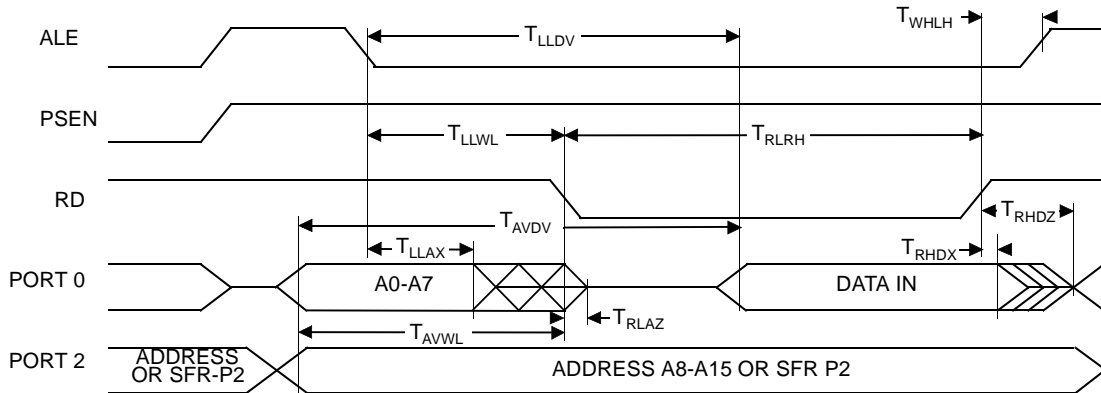 ALE
T_LLDV
T_WHLH
PSEN
T_LLWL
T_RLRH
RD
T_AVDV
T_RHDZ
T_LLAX
T_RHDX
PORT 0
A0-A7
DATA IN
T_RLAZ
T_AVWL
PORT 2
ADDRESS
OR SFR-P2
ADDRESS A8-A15 OR SFR P2